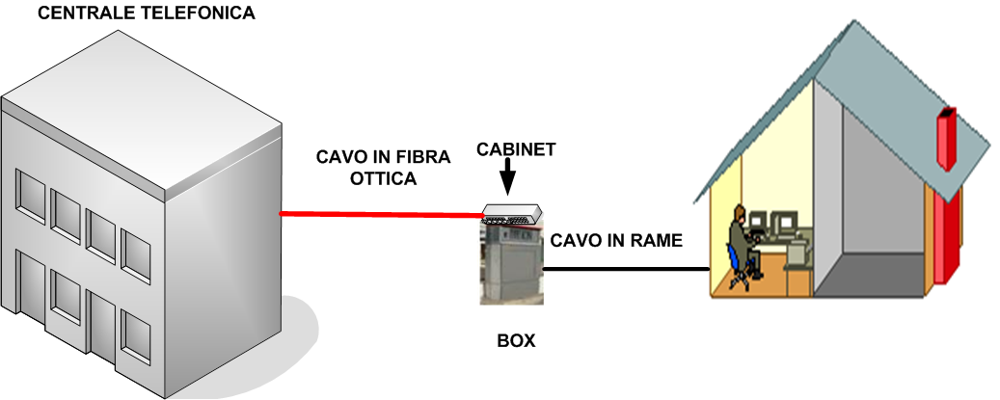 CENTRALE TELEFONICA
CAVO IN FIBRA
OTTICA
CABINET
CAVO IN RAME
BOX